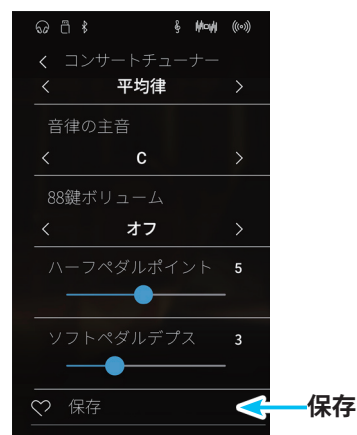 コンサートチューナー
平均律
音律の主音
C
88鍵ボリューム
オフ
ハーフペダルポイント 5
ソフトペダルデプス 3
保存
保存